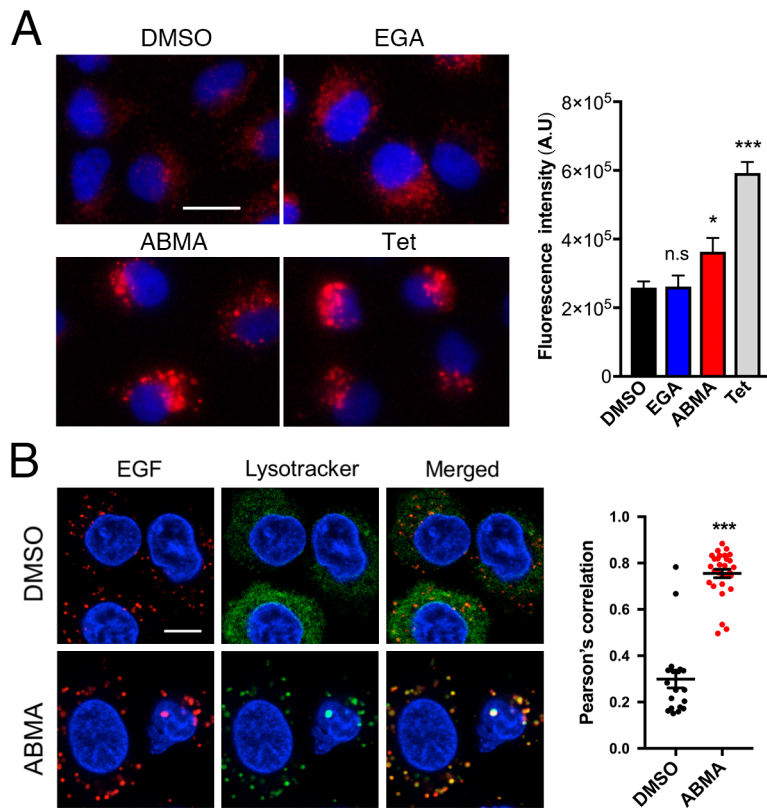 A
DMSO
EGA
ABMA
Tet
Fluorescence intensity (A.U)
8×10⁵
6×10⁵
4×10⁵
2×10⁵
0
n.s
*
***
DMSO
EGA
ABMA
Tet
B
EGF
Lysotracker
Merged
DMSO
ABMA
Pearson's correlation
1.0
0.8
0.6
0.4
0.2
0.0
***
DMSO
ABMA